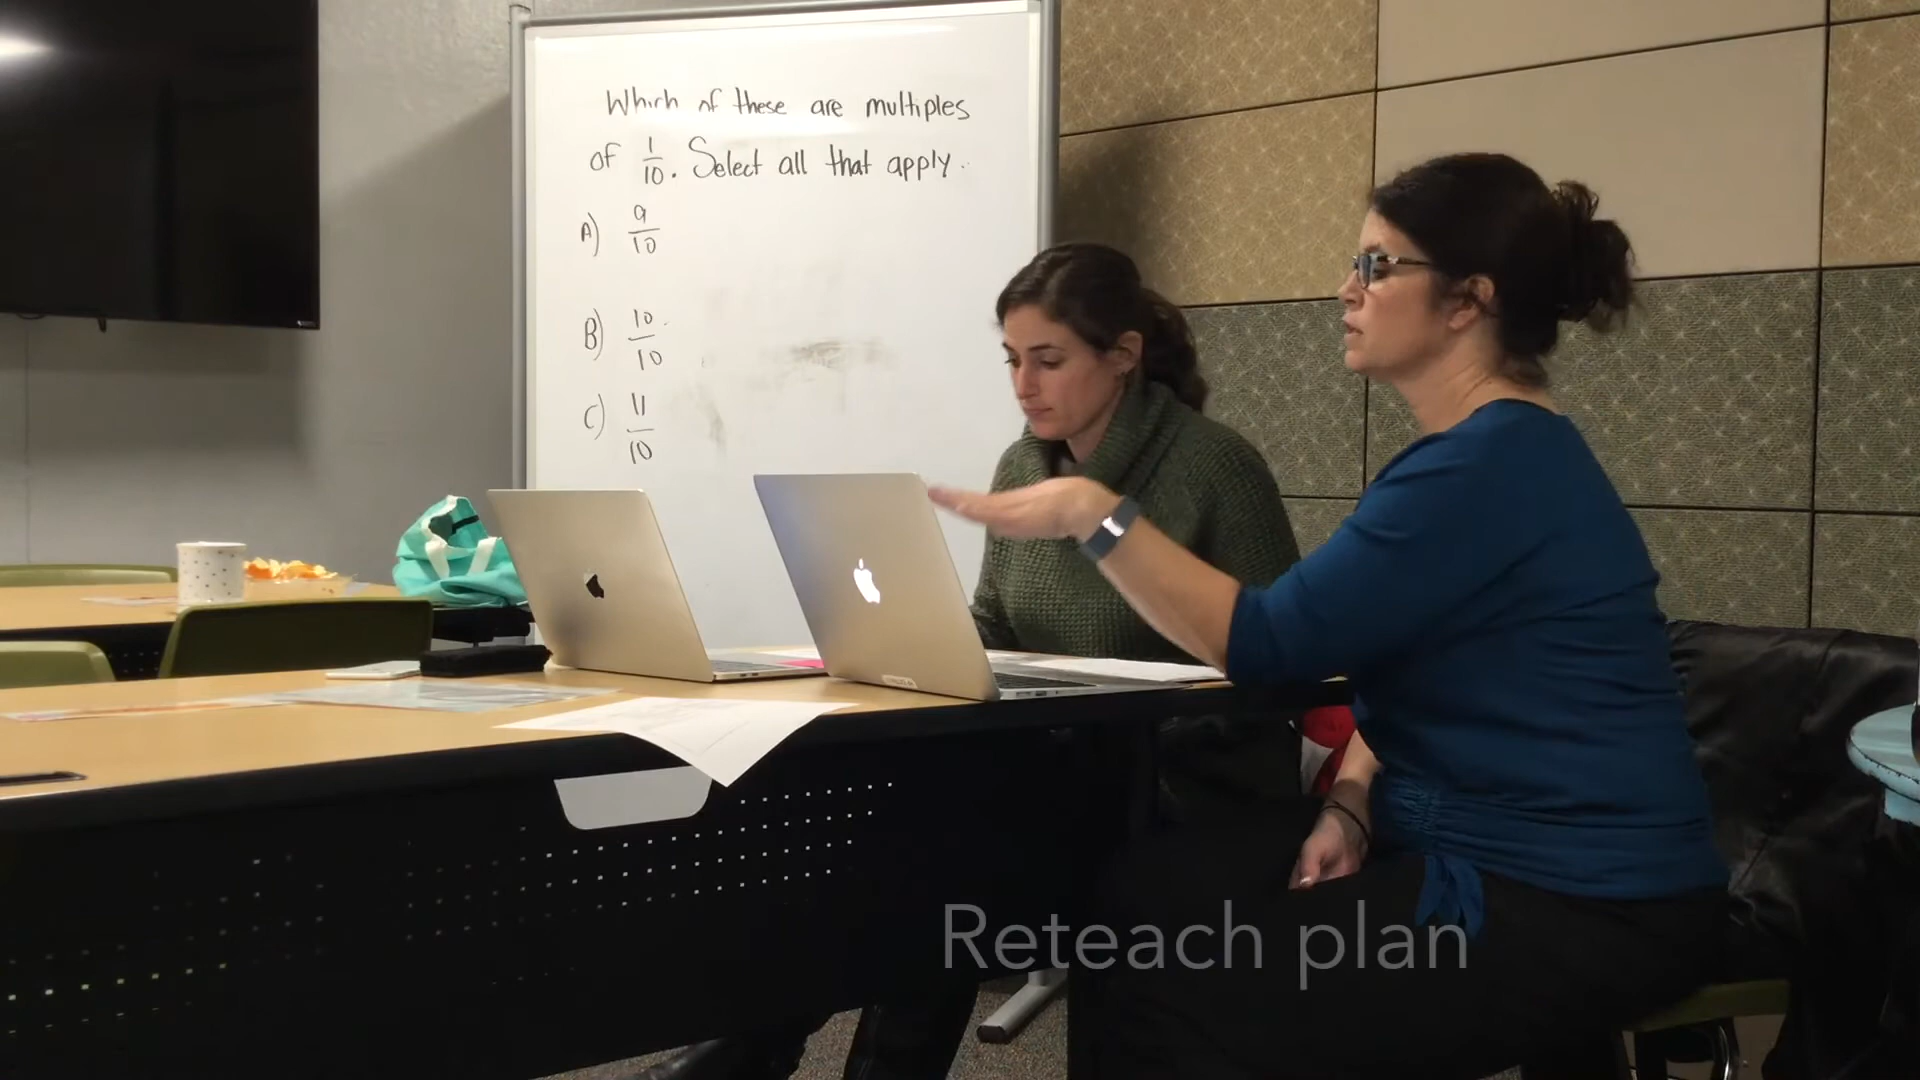 Which of these are multiples
of 1/10. Select all that apply.
A) 9/10
B) 10/10
C) 11/10
Reteach plan